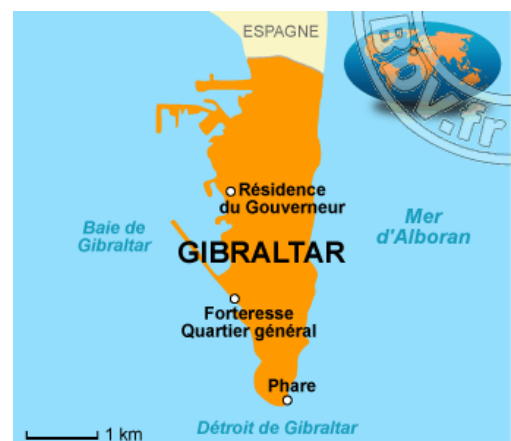 ESPAGNE
BDV.fr
Résidence
du Gouverneur
Baie de
Gibraltar
Mer
d'Alboran
GIBRALTAR
Forteresse
Quartier général
Phare
Détroit de Gibraltar
1 km